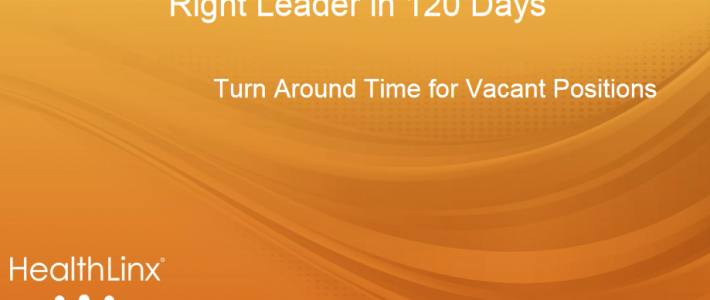 Right Leader in 120 Days
Turn Around Time for Vacant Positions
HealthLinx®